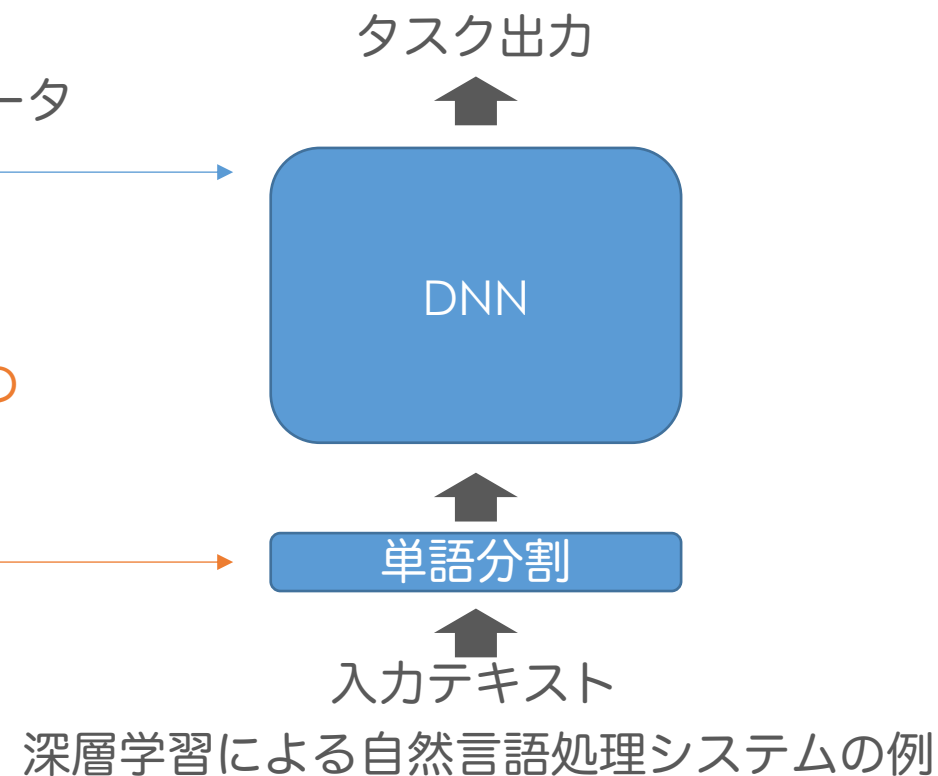 タスク出力
ータ
DNN
の
単語分割
入力テキスト
深層学習による自然言語処理システムの例